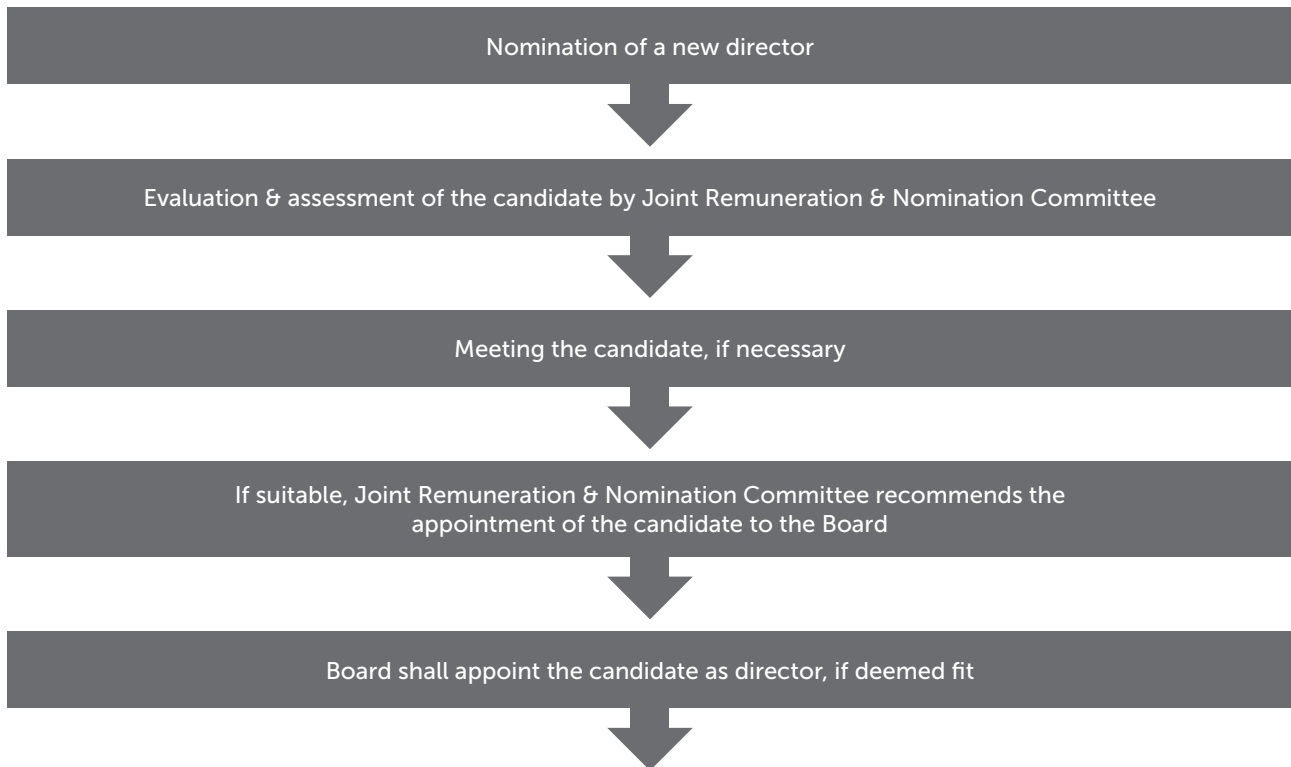 Nomination of a new director
Evaluation & assessment of the candidate by Joint Remuneration & Nomination Committee
Meeting the candidate, if necessary
If suitable, Joint Remuneration & Nomination Committee recommends the
appointment of the candidate to the Board
Board shall appoint the candidate as director, if deemed fit